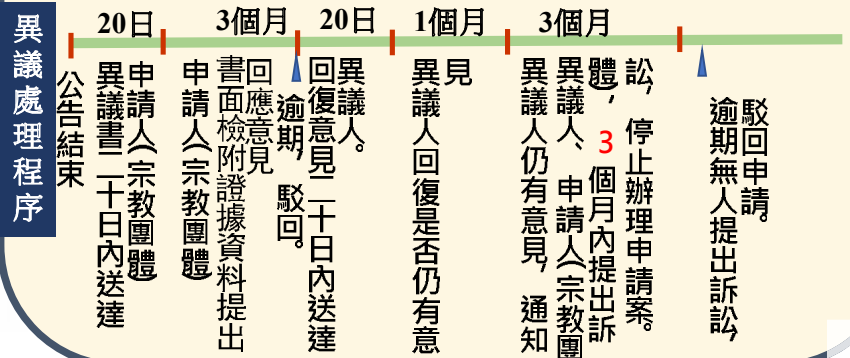 異議處理程序
20日
3個月
20日
1個月
3個月
公告結束
異議書二十日內送達
申請人(宗教團體)
申請人(宗教團體)
書面檢附證據資料提出
回應意見
逾期,駁回。
回復意見二十日內送達
異議人。
異議人回復是否仍有意
見
異議人仍有意見,通知
異議人、申請人(宗教團
體),3個月內提出訴
訟,停止辦理申請案。
逾期無人提出訴訟,
駁回申請。